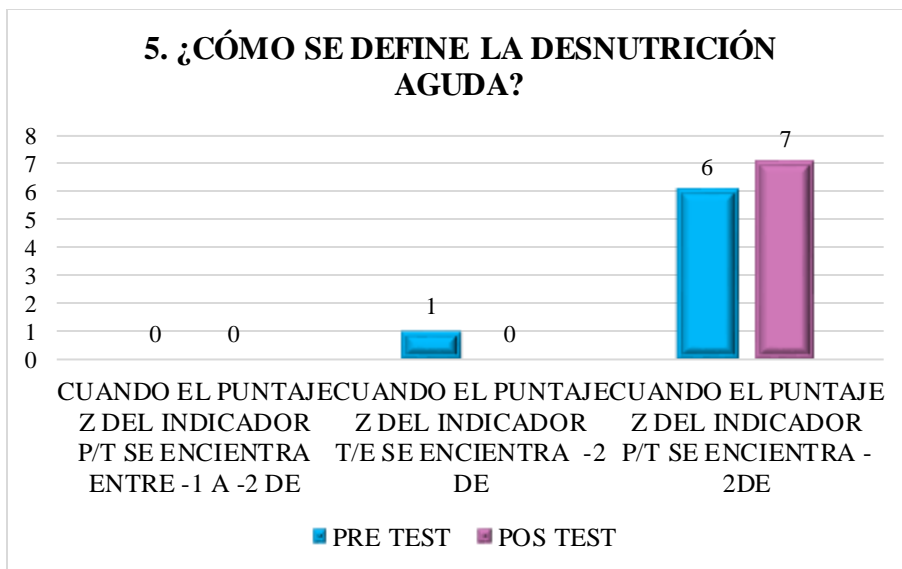 5. ¿CÓMO SE DEFINE LA DESNUTRICIÓN
AGUDA?
8
7
6
5
4
3
2
1
0
0
0
1
0
6
7
CUANDO EL PUNTAJE
Z DEL INDICADOR
P/T SE ENCIENTRA
ENTRE -1 A -2 DE
CUANDO EL PUNTAJE
Z DEL INDICADOR
T/E SE ENCIENTRA -2
DE
CUANDO EL PUNTAJE
Z DEL INDICADOR
P/T SE ENCIENTRA -
2DE
PRE TEST
POS TEST